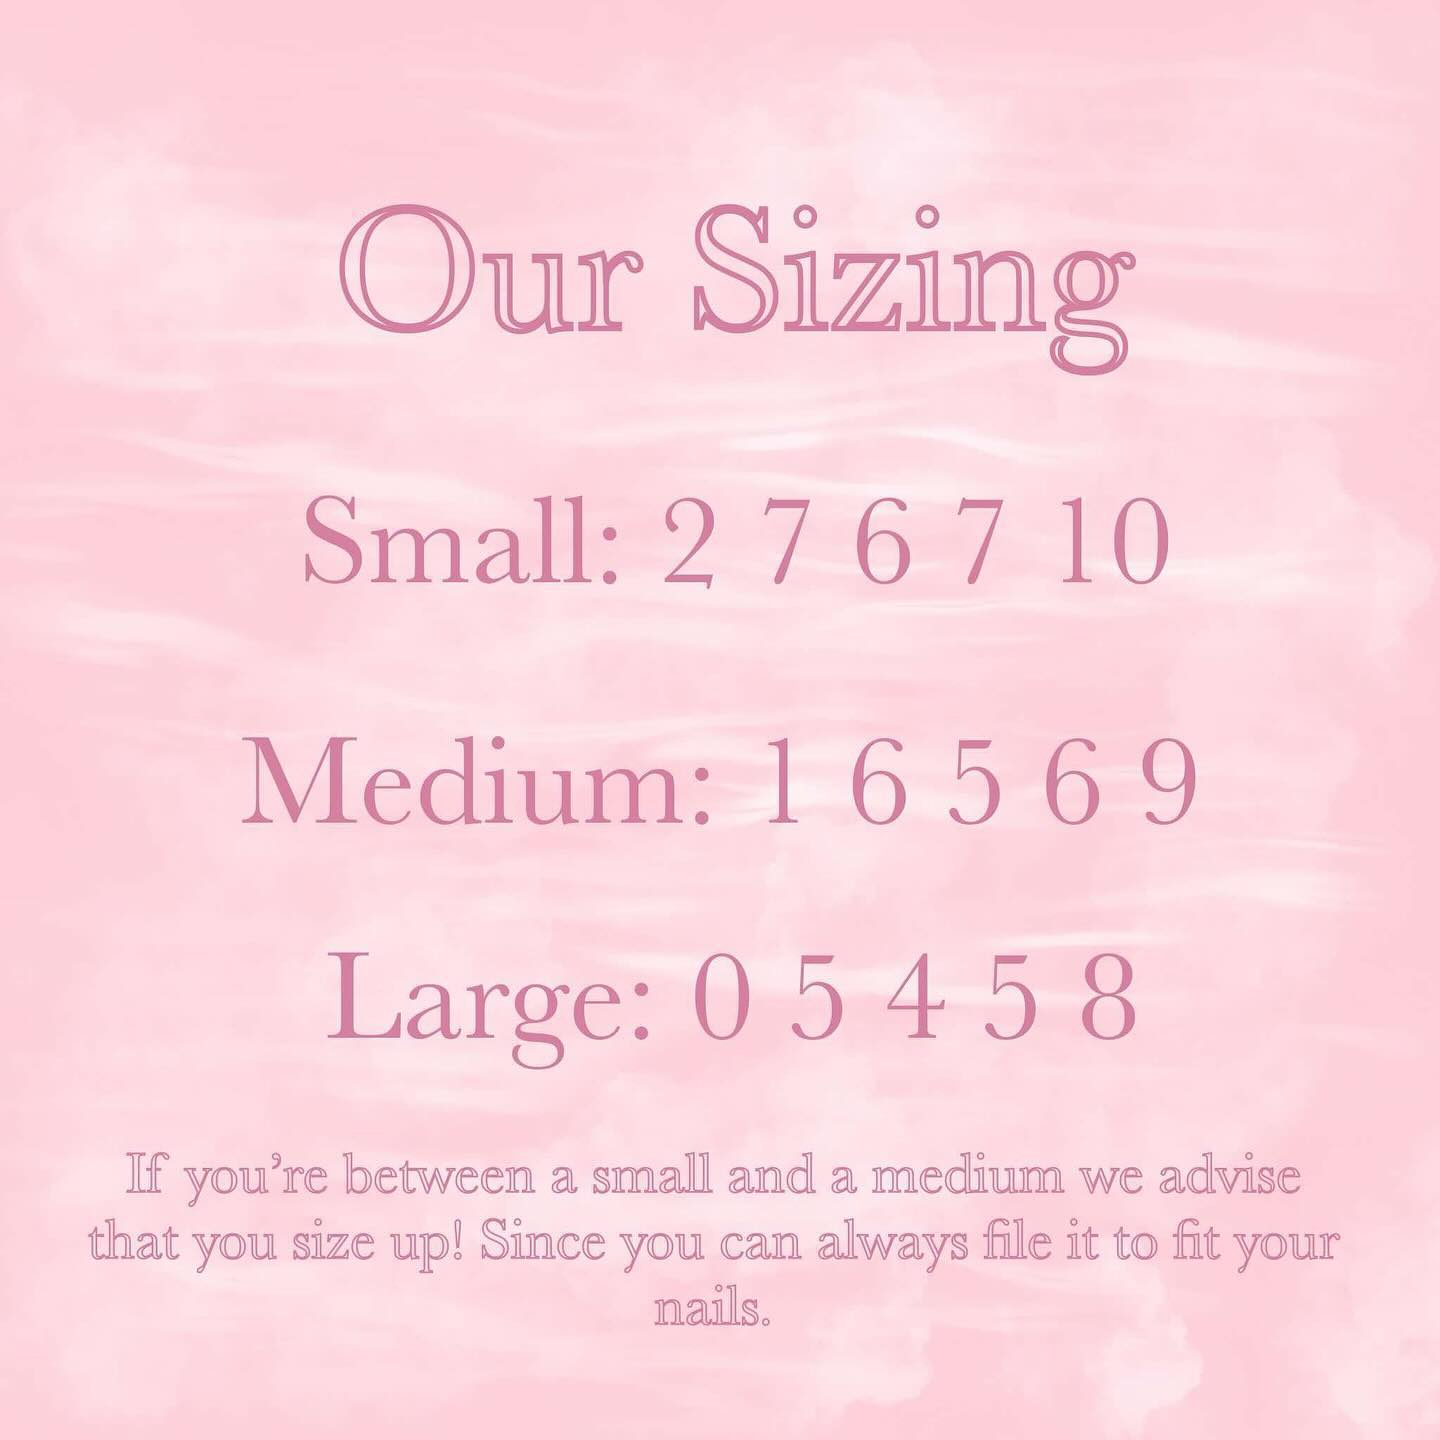 Our Sizing
Small: 2 7 6 7 10
Medium: 1 6 5 6 9
Large: 0 5 4 5 8
If you’re between a small and a medium we advise
that you size up! Since you can always file it to fit your
nails.